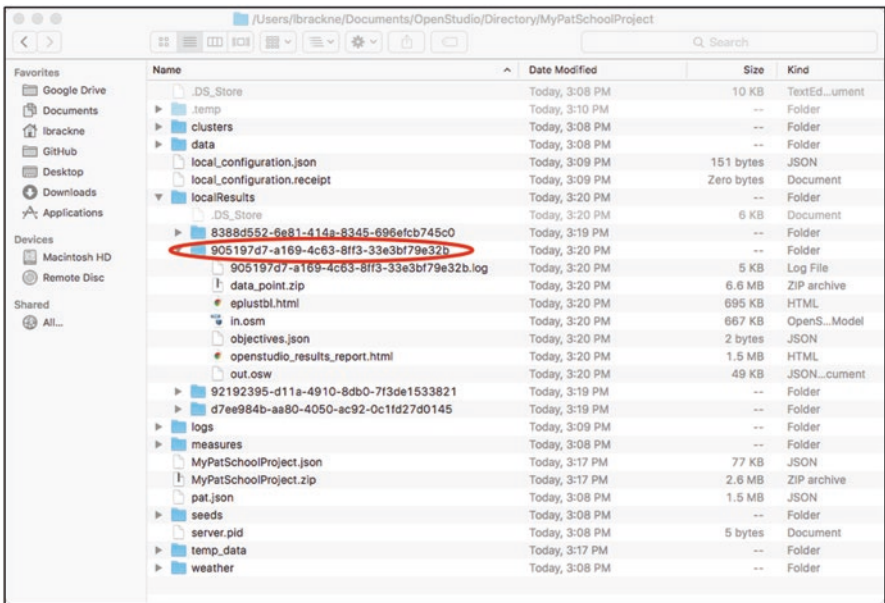 /Users/lbrackne/Documents/OpenStudio/Directory/MyPatSchoolProject
Search
Favorites
Google Drive
Documents
lbrackne
GitHub
Desktop
Downloads
Applications
Devices
Macintosh HD
Remote Disc
Shared
All...
Name Date Modified Size Kind
.DS_Store Today, 3:08 PM 10 KB TextEd...ument
.temp Today, 3:10 PM -- Folder
clusters Today, 3:08 PM -- Folder
data Today, 3:08 PM -- Folder
local_configuration.json Today, 3:09 PM 151 bytes JSON
local_configuration.receipt Today, 3:09 PM Zero bytes Document
localResults Today, 3:20 PM -- Folder
.DS_Store Today, 3:20 PM 6 KB Document
8388d552-6e81-414a-8345-696efcb745c0 Today, 3:19 PM -- Folder
905197d7-a169-4c63-8ff3-33e3bf79e32b Today, 3:20 PM -- Folder
905197d7-a169-4c63-8ff3-33e3bf79e32b.log Today, 3:20 PM 5 KB Log File
data_point.zip Today, 3:20 PM 6.6 MB ZIP archive
eplustbl.html Today, 3:20 PM 695 KB HTML
in.osm Today, 3:20 PM 667 KB OpenS...Model
objectives.json Today, 3:20 PM 2 bytes JSON
openstudio_results_report.html Today, 3:20 PM 1.5 MB HTML
out.osw Today, 3:20 PM 49 KB JSON...cument
92192395-d11a-4910-8db0-7f3de1533821 Today, 3:19 PM -- Folder
d7ee984b-aa80-4050-ac92-0c1fd27d0145 Today, 3:19 PM -- Folder
logs Today, 3:09 PM -- Folder
measures Today, 3:08 PM -- Folder
MyPatSchoolProject.json Today, 3:17 PM 77 KB JSON
MyPatSchoolProject.zip Today, 3:17 PM 2.6 MB ZIP archive
pat.json Today, 3:08 PM 1.5 MB JSON
seeds Today, 3:08 PM -- Folder
server.pid Today, 3:08 PM 5 bytes Document
temp_data Today, 3:17 PM -- Folder
weather Today, 3:08 PM -- Folder